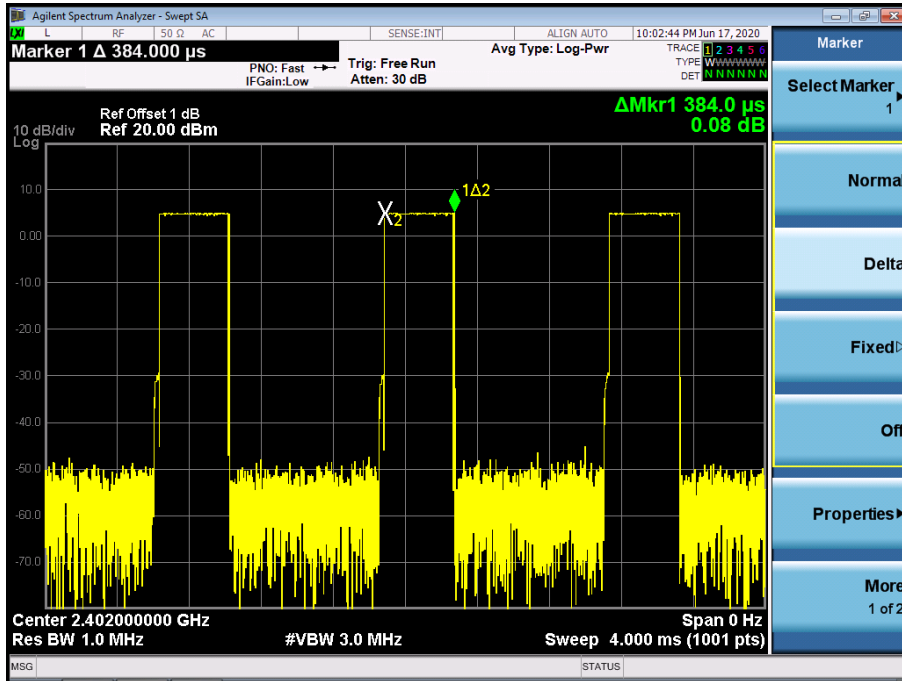 Agilent Spectrum Analyzer - Swept SA
LXI L RF 50 Ω AC SENSE:INT ALIGN AUTO 10:02:44 PM Jun 17, 2020
Marker 1 Δ 384.000 µs
PNO: Fast
IFGain:Low
Trig: Free Run
Atten: 30 dB
Avg Type: Log-Pwr
TRACE 1 2 3 4 5 6
TYPE WWWWWW
DET N N N N N N
Marker
Select Marker
1
Normal
Delta
Fixed
Off
Properties
More
1 of 2
ΔMkr1 384.0 µs
0.08 dB
Ref Offset 1 dB
10 dB/div Ref 20.00 dBm
Log
10.0
1Δ2
2
0.00
-10.0
-20.0
-30.0
-40.0
-50.0
-60.0
-70.0
Center 2.402000000 GHz Span 0 Hz
Res BW 1.0 MHz #VBW 3.0 MHz Sweep 4.000 ms (1001 pts)
MSG STATUS